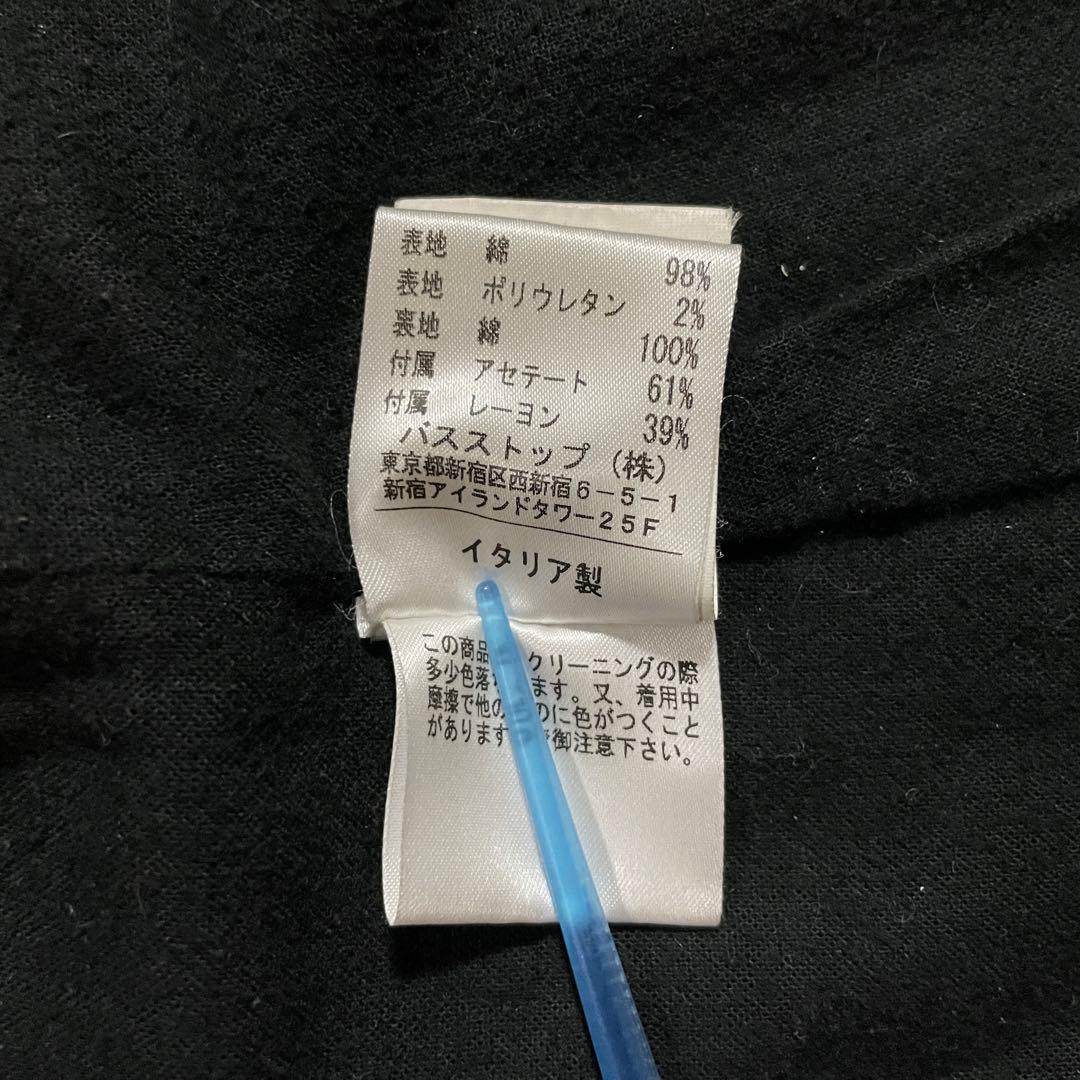 表地 綿 98%
表地 ポリウレタン 2%
裏地 綿 100%
付属 アセテート 61%
付属 レーヨン 39%
バスストップ(株)
東京都新宿区西新宿6-5-1
新宿アイランドタワー25F
イタリア製
この商品 クリーニングの際
多少色落 ます。又、着用中
摩擦で他の のに色がつくこと
があります 御注意下さい。